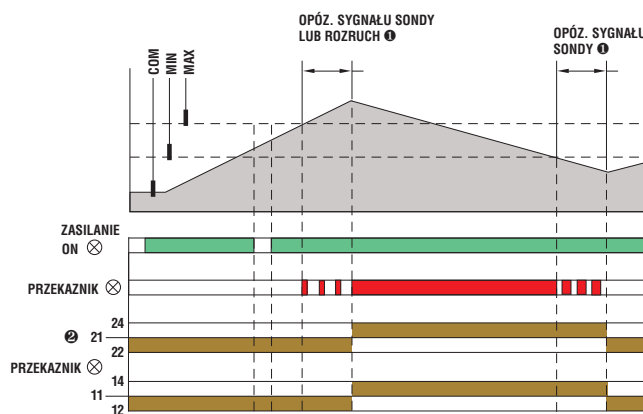 OPÓZ. SYGNAŁU SONDY
LUB ROZRUCH ❶
OPÓZ. SYGNAŁU
SONDY ❶
COM
MIN
MAX
ZASILANIE
ON
PRZEKAZNIK
24
❷ 21
22
PRZEKAZNIK
14
11
12